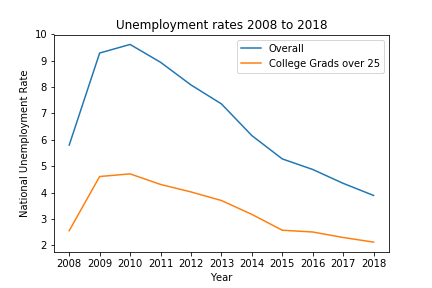 Unemployment rates 2008 to 2018
Overall
College Grads over 25
National Unemployment Rate
10
9
8
7
6
5
4
3
2
2008 2009 2010 2011 2012 2013 2014 2015 2016 2017 2018
Year